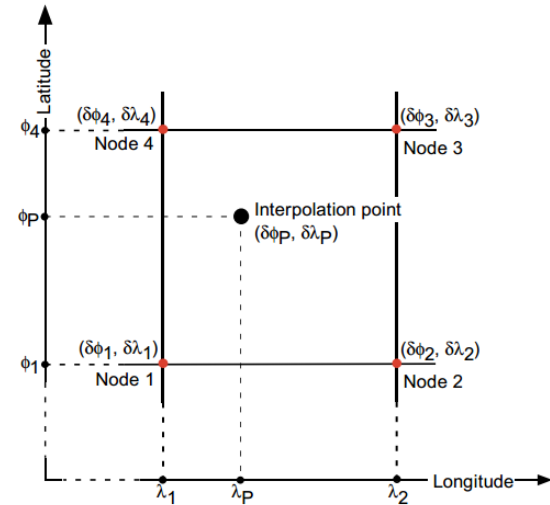 Latitude
ϕ4
(δϕ4, δλ4)
(δϕ3, δλ3)
Node 4
Node 3
ϕP
Interpolation point
(δϕP, δλP)
(δϕ1, δλ1)
(δϕ2, δλ2)
ϕ1
Node 1
Node 2
Longitude
λ1
λP
λ2